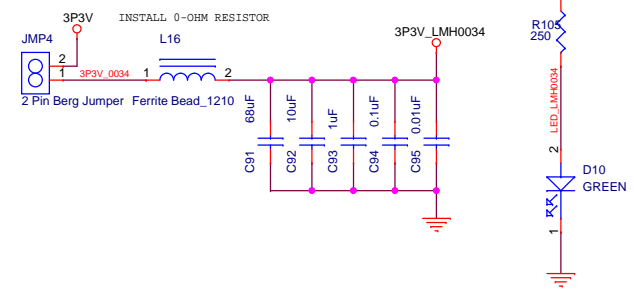 3P3V
INSTALL 0-OHM RESISTOR
JMP4
L16
3P3V_LMH0034
R105
250
2
1
3P3V_0034
1
2
2 Pin Berg Jumper
Ferrite Bead_1210
68uF
10uF
1uF
0.1uF
0.01uF
C91
C92
C93
C94
C95
LED_LMH0034
2
D10
GREEN
1